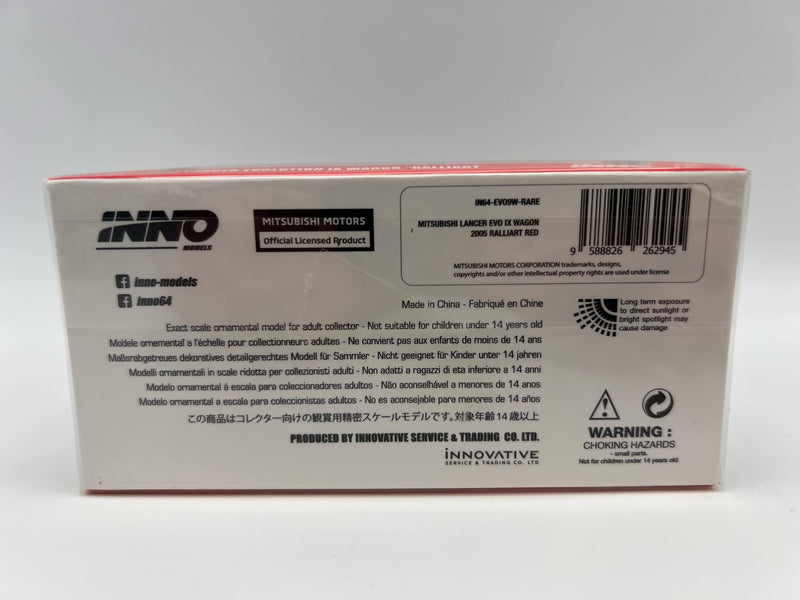 LANCER EVOLUTION IX WAGON "RALLIART"
INNO
MODELS
MITSUBISHI MOTORS
Official Licensed Product
IN64-EVO9W-RARE
MITSUBISHI LANCER EVO IX WAGON
2005 RALLIART RED
9 588826 262945
MITSUBISHI MOTORS CORPORATION trademarks, designs,
copyrights and/or other intellectual property rights are used under license
inno-models
inno64
Made in China - Fabriqué en Chine
Long term exposure
to direct sunlight or
bright spotlight may
cause damage
Exact scale ornamental model for adult collector - Not suitable for children under 14 years old
Modele ornemental a l'échelle pour collectionneurs adultes - Ne convient pas aux enfants de moins de 14 ans
Maßsrabgetreues dekoratives detailgerechtes Modell für Sammler - Nicht geeignet für Kinder unter 14 jahren
Modelli ornamentali in scale ridotta per collezionisti adulti - Non adatti a ragazzi di eta inferiore a 14 anni
Modelo ornamental á escala para coleccionadores adultos - Não aconselhável a menores de 14 años
Modelo ornamental a escala para coleccionistas adultos - No es aconsejable para menores de 14 años
この商品はコレクター向けの観賞用精密スケールモデルです。対象年齢14歳以上
PRODUCED BY INNOVATIVE SERVICE & TRADING CO. LTD.
INNOVATIVE
SERVICE & TRADING CO. LTD
0-3
WARNING :
CHOKING HAZARDS
- small parts.
Not for children under 14 years old